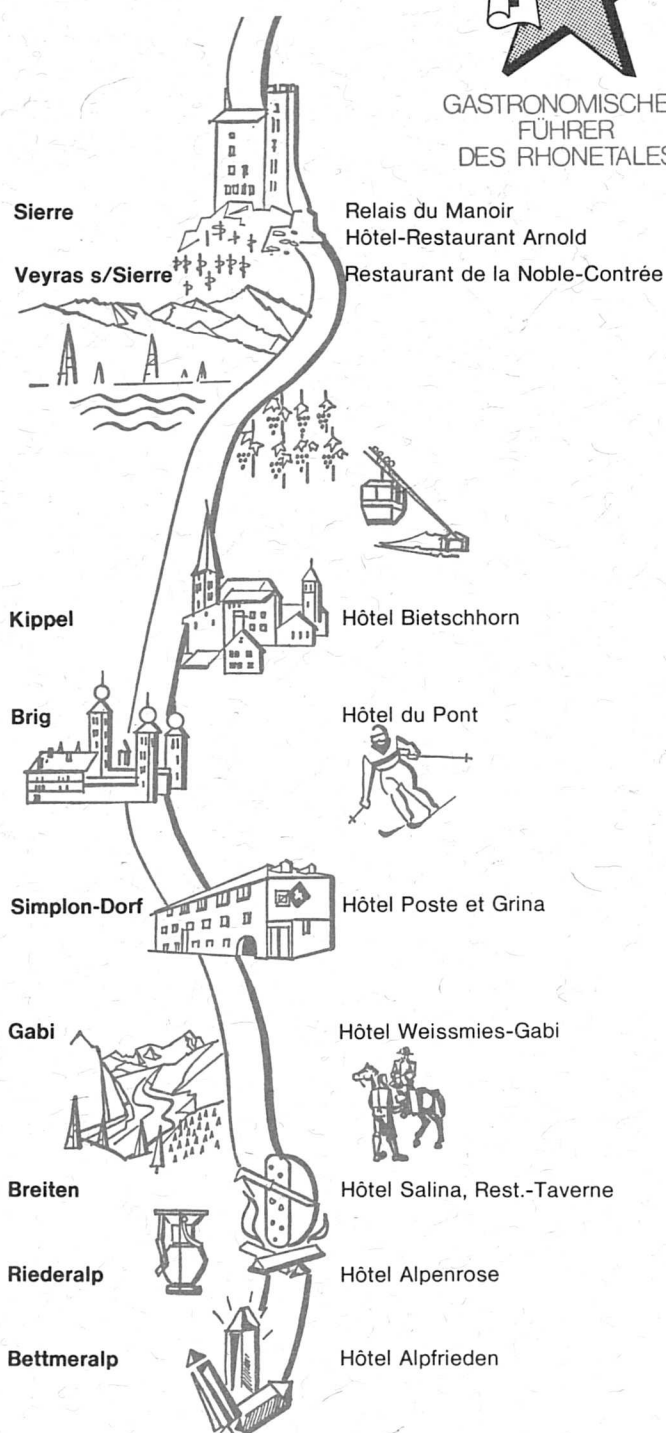 GASTRONOMISCHE
FÜHRER
DES RHONETALES
Sierre
Relais du Manoir
Hôtel-Restaurant Arnold
Veyras s/Sierre
Restaurant de la Noble-Contrée
Kippel
Hôtel Bietschhorn
Brig
Hôtel du Pont
Simplon-Dorf
Hôtel Poste et Grina
Gabi
Hôtel Weissmies-Gabi
Breiten
Hôtel Salina, Rest.-Taverne
Riederalp
Hôtel Alpenrose
Bettmeralp
Hôtel Alpfrieden